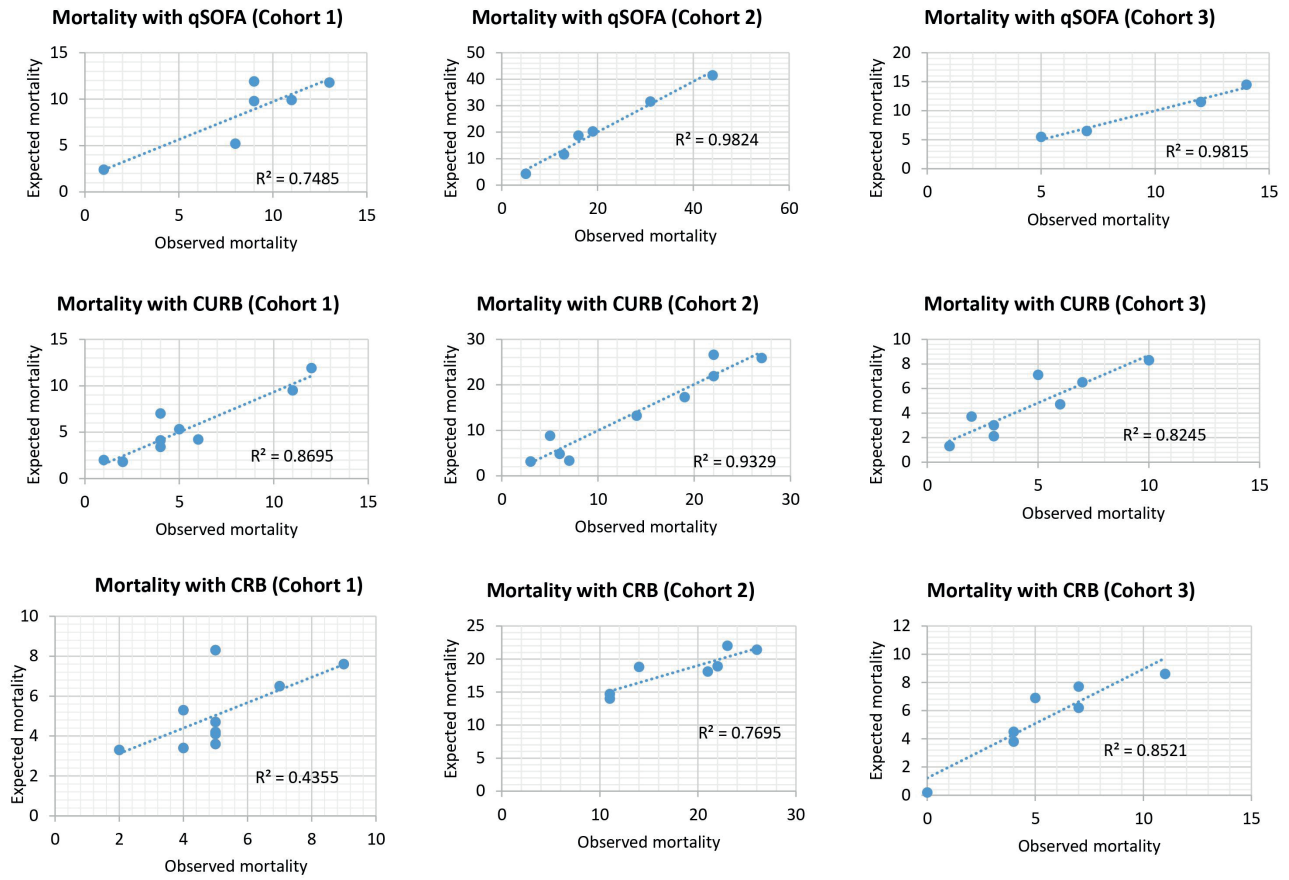 Mortality with qSOFA (Cohort 1)
15
10
5
0
0
5
10
15
Expected mortality
Observed mortality
R² = 0.7485
Mortality with qSOFA (Cohort 2)
50
40
30
20
10
0
0
20
40
60
Expected mortality
Observed mortality
R² = 0.9824
Mortality with qSOFA (Cohort 3)
20
15
10
5
0
0
5
10
15
Expected mortality
Observed mortality
R² = 0.9815
Mortality with CURB (Cohort 1)
15
10
5
0
0
5
10
15
Expected mortality
Observed mortality
R² = 0.8695
Mortality with CURB (Cohort 2)
30
20
10
0
0
10
20
30
Expected mortality
Observed mortality
R² = 0.9329
Mortality with CURB (Cohort 3)
10
8
6
4
2
0
0
5
10
15
Expected mortality
Observed mortality
R² = 0.8245
Mortality with CRB (Cohort 1)
10
8
6
4
2
0
0
2
4
6
8
10
Expected mortality
Observed mortality
R² = 0.4355
Mortality with CRB (Cohort 2)
25
20
15
10
5
0
0
10
20
30
Expected mortality
Observed mortality
R² = 0.7695
Mortality with CRB (Cohort 3)
12
10
8
6
4
2
0
0
5
10
15
Expected mortality
Observed mortality
R² = 0.8521